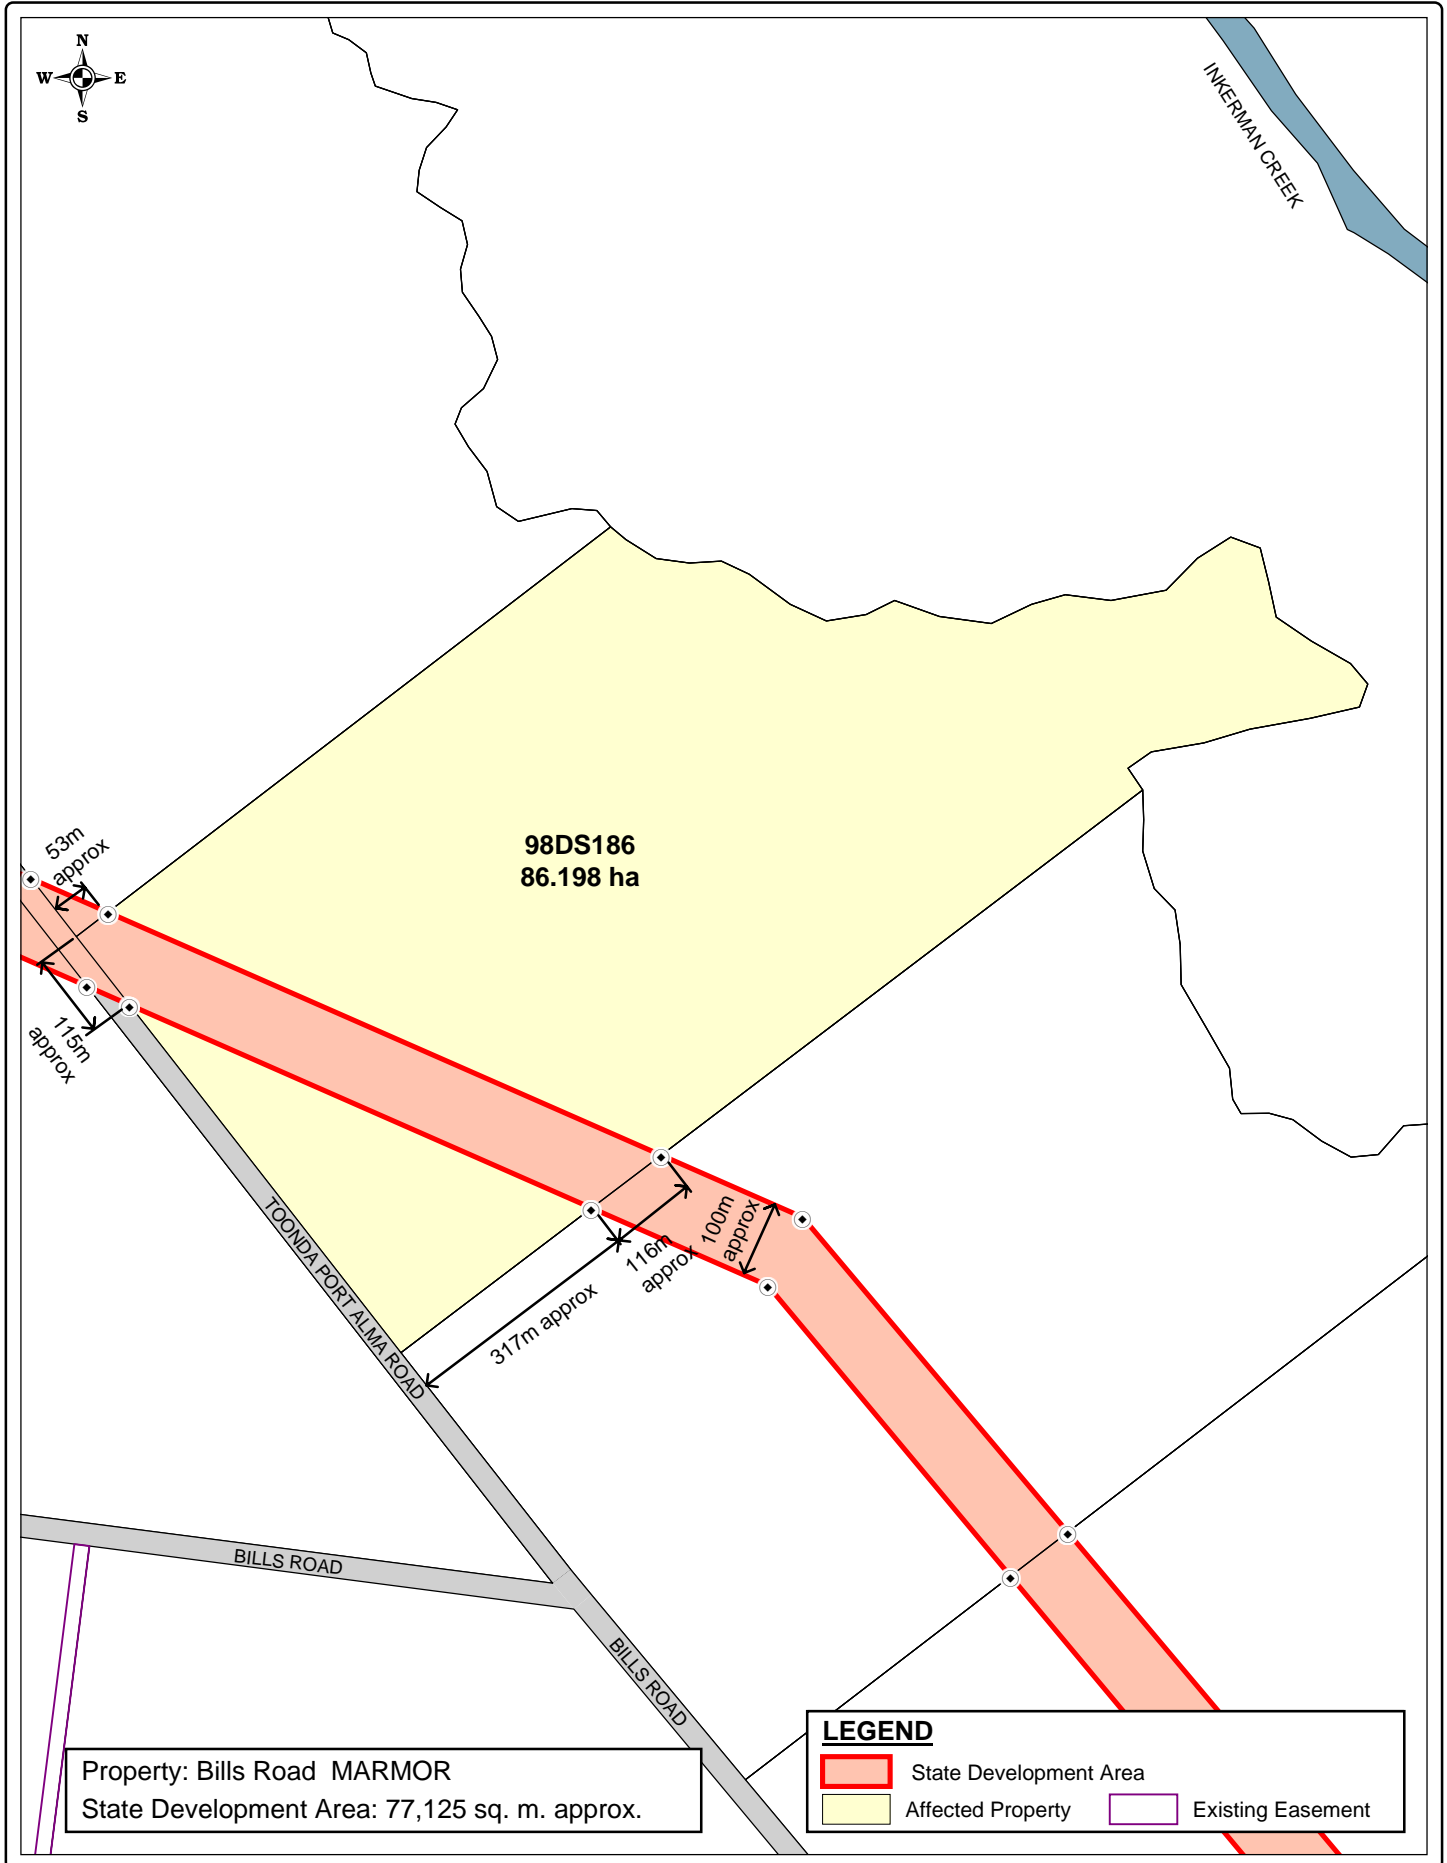 N
W E
S
INKERMAN CREEK
53m
approx
98DS186
86.198 ha
115m
approx
100m
approx
116m
approx
317m approx
TOONDA PORT ALMA ROAD
BILLS ROAD
BILLS ROAD
Property: Bills Road MARMOR
State Development Area: 77,125 sq. m. approx.
LEGEND
State Development Area
Affected Property
Existing Easement